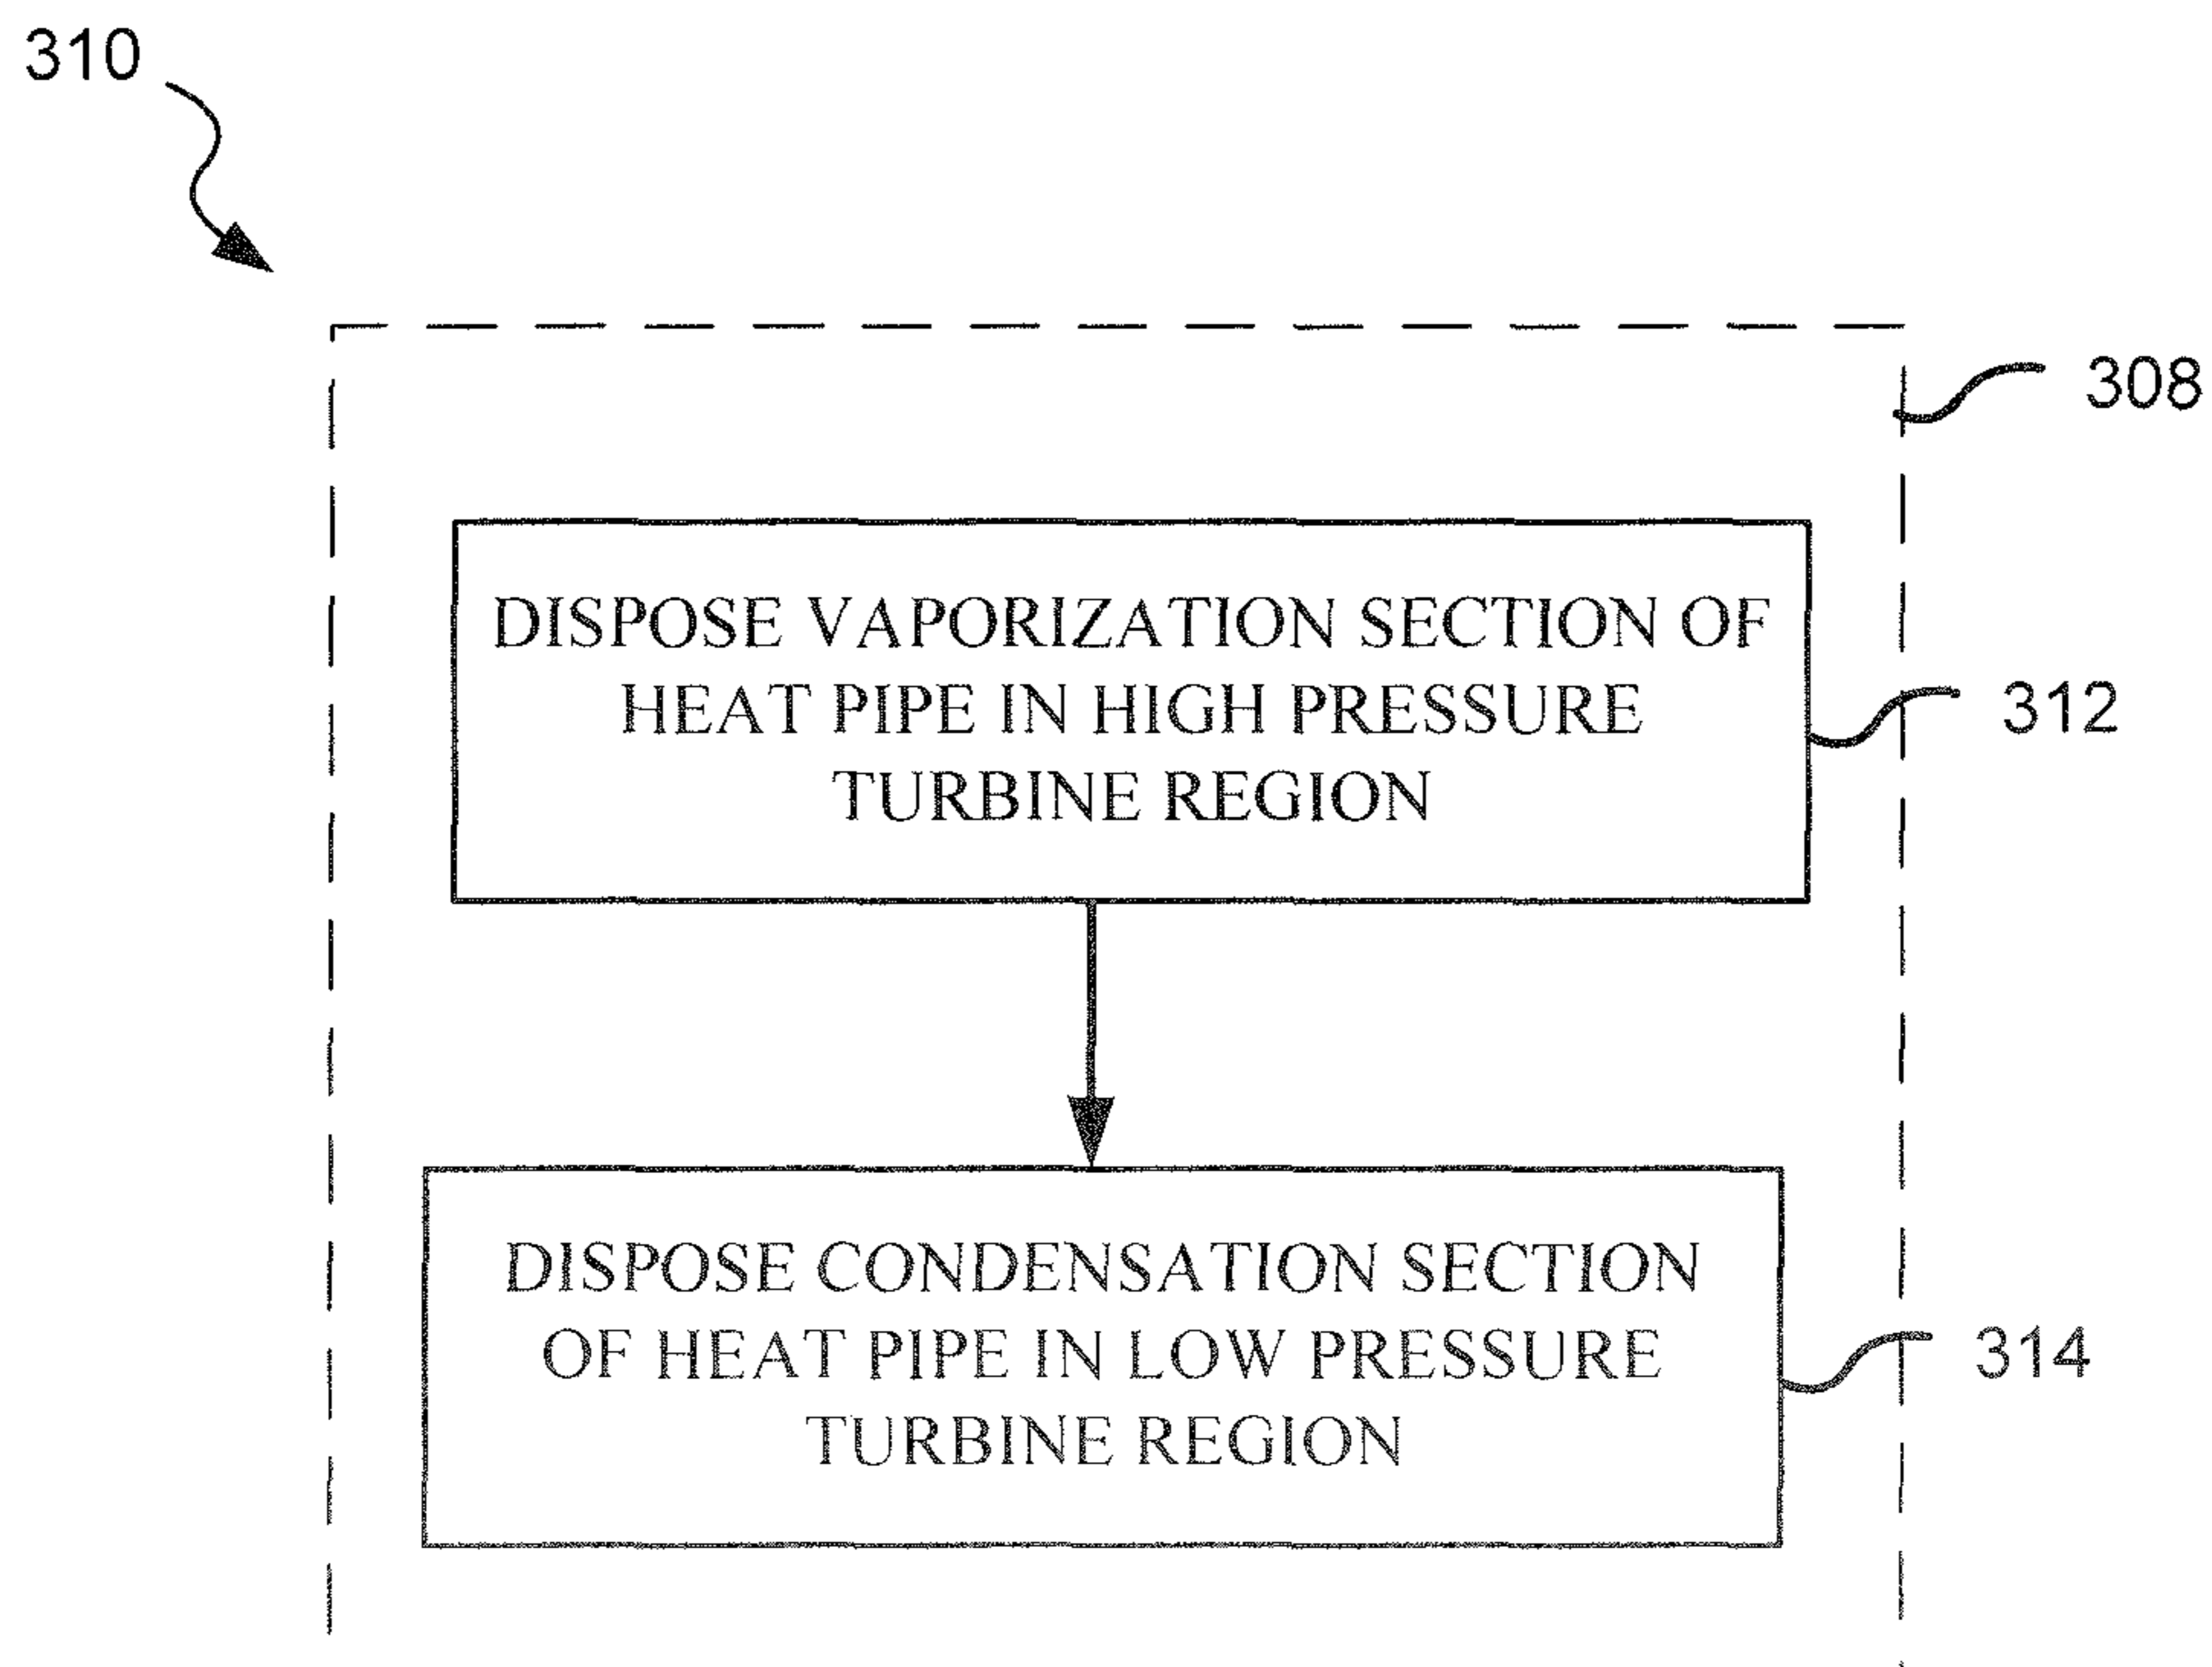 310
308
DISPOSE VAPORIZATION SECTION OF
HEAT PIPE IN HIGH PRESSURE
TURBINE REGION
312
DISPOSE CONDENSATION SECTION
OF HEAT PIPE IN LOW PRESSURE
TURBINE REGION
314